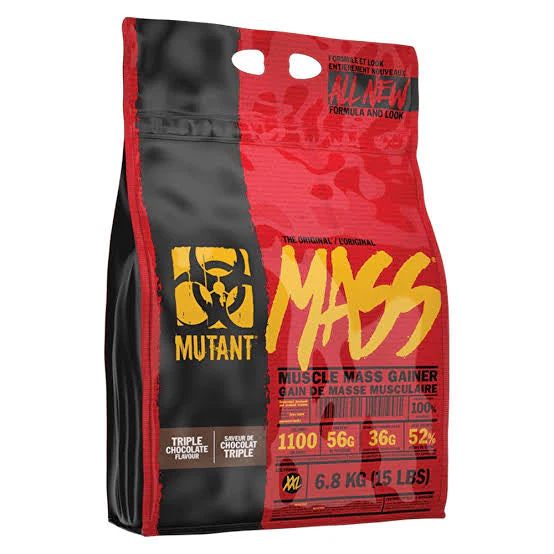 FORMULE ET LOOK
ENTIÈREMENT NOUVEAUX
ALL NEW
FORMULA AND LOOK
THE ORIGINAL / L'ORIGINAL
MASS
MUTANT
MUSCLE MASS GAINER
GAIN DE MASSE MUSCULAIRE
100%
1100 56G 36G 52%
TRIPLE
CHOCOLATE
FLAVOUR
SAVEUR DE
CHOCOLAT
TRIPLE
XXL
6.8 KG (15 LBS)